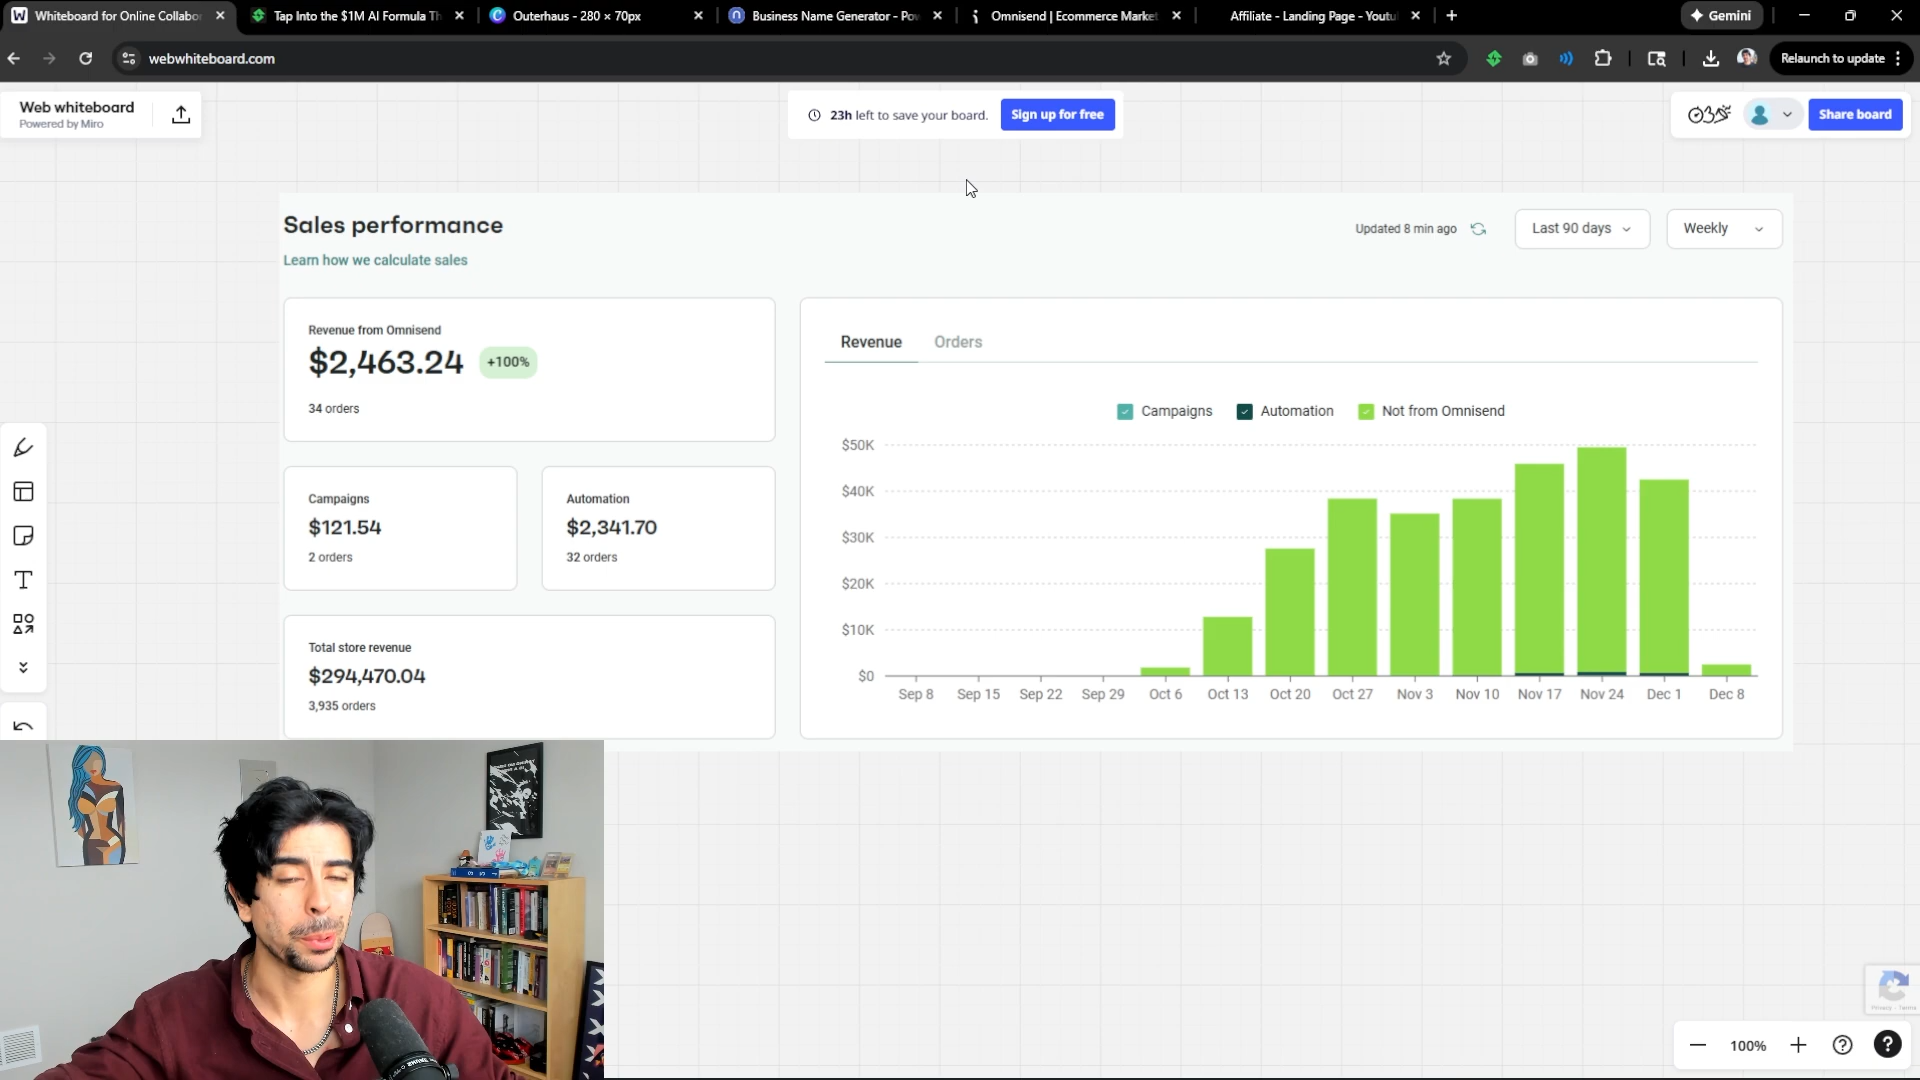 Whiteboard for Online Collabo
Tap Into the $1M AI Formula Th
Outerhaus - 280 × 70px
Business Name Generator - Po
Omnisend | Ecommerce Market
Affiliate - Landing Page - Youtu
Gemini
webwhiteboard.com
Relaunch to update
Web whiteboard
Powered by Miro
23h left to save your board.
Sign up for free
Share board
Sales performance
Learn how we calculate sales
Updated 8 min ago
Last 90 days
Weekly
Revenue from Omnisend
$2,463.24
+100%
34 orders
Campaigns
$121.54
2 orders
Automation
$2,341.70
32 orders
Total store revenue
$294,470.04
3,935 orders
Revenue
Orders
Campaigns
Automation
Not from Omnisend
$50K
$40K
$30K
$20K
$10K
$0
Sep 8
Sep 15
Sep 22
Sep 29
Oct 6
Oct 13
Oct 20
Oct 27
Nov 3
Nov 10
Nov 17
Nov 24
Dec 1
Dec 8
Privacy - Terms
100%